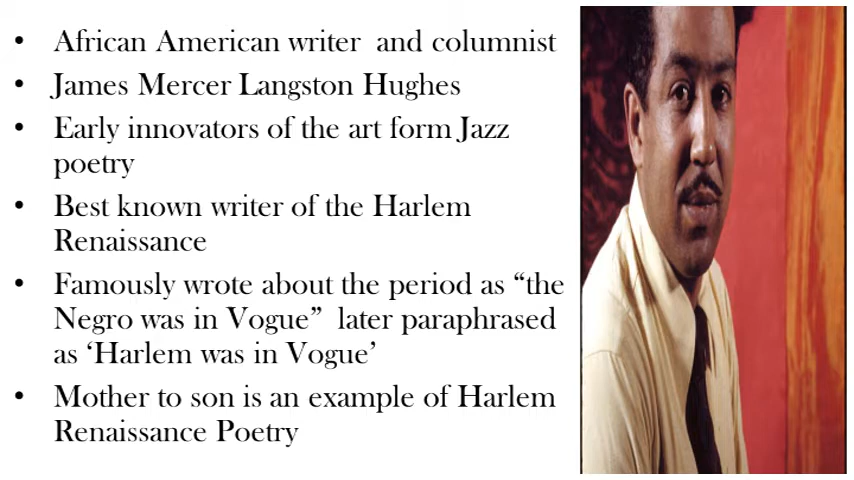 • African American writer  and columnist
• James Mercer Langston Hughes
• Early innovators of the art form Jazz
poetry
• Best known writer of the Harlem
Renaissance
• Famously wrote about the period as “the
Negro was in Vogue”  later paraphrased
as ‘Harlem was in Vogue’
• Mother to son is an example of Harlem
Renaissance Poetry